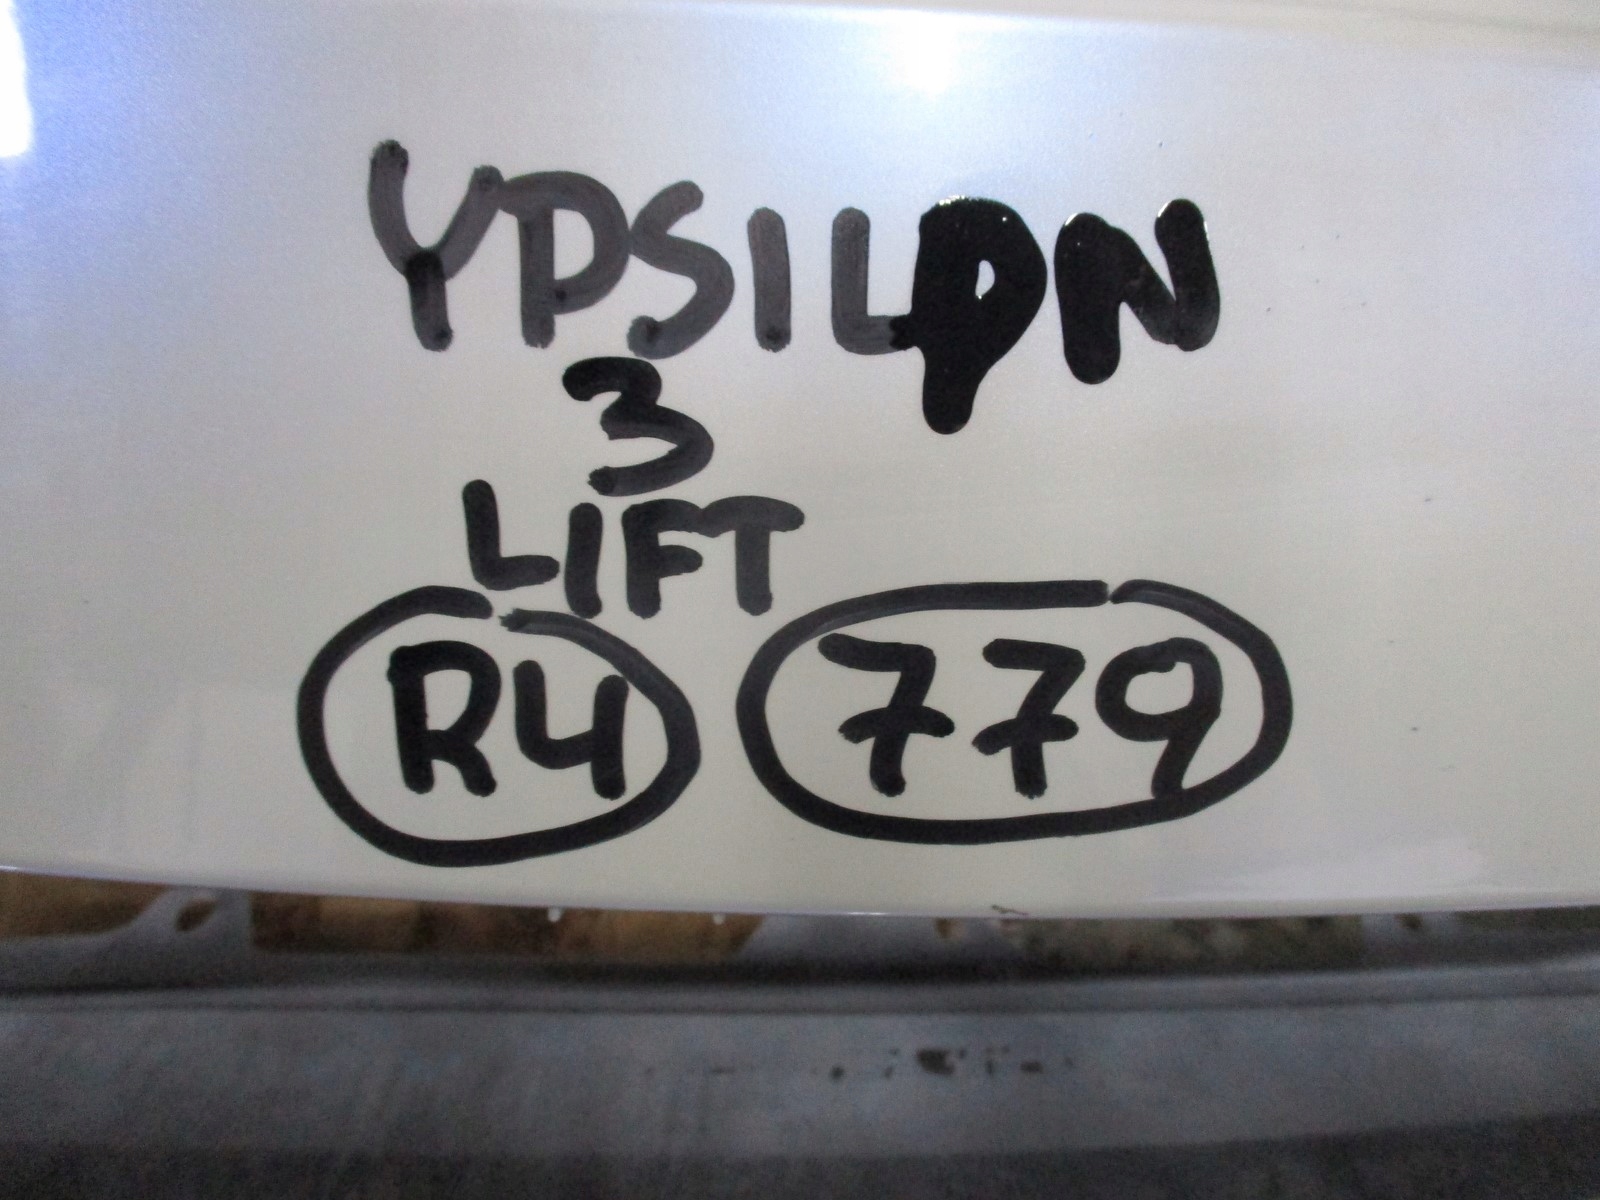 YPSILON
3
LIFT
R4 779